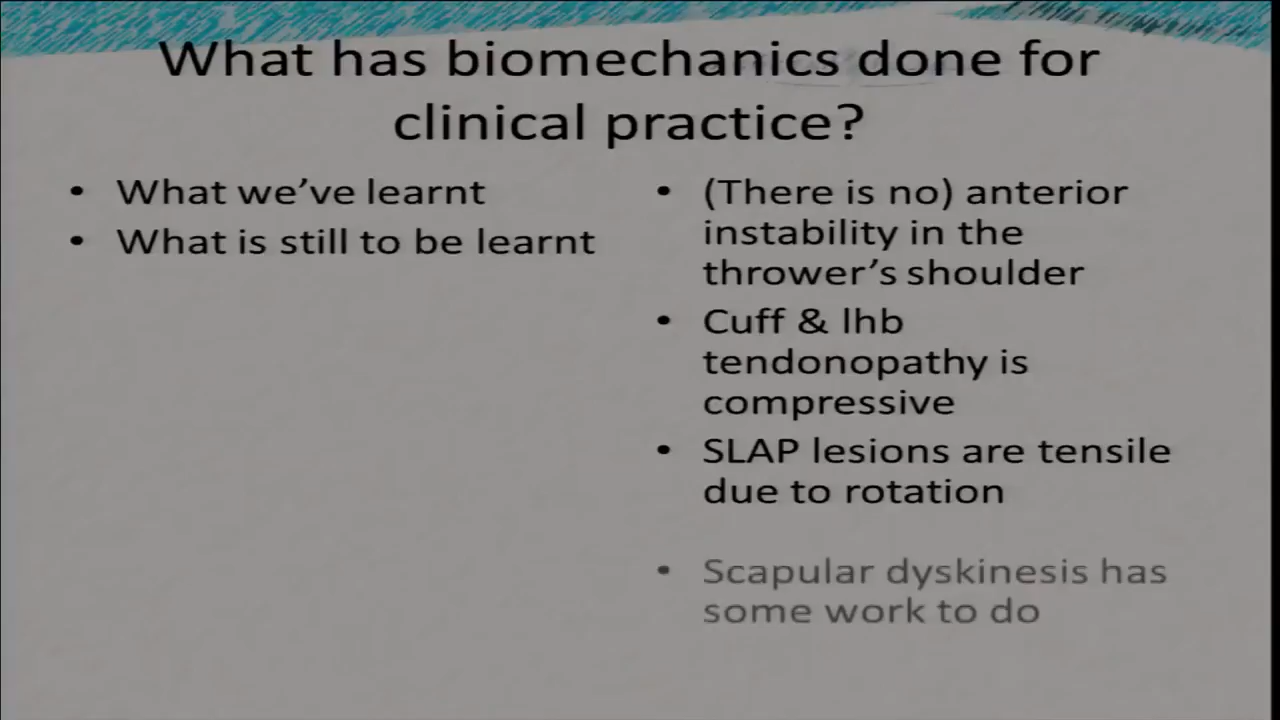 What has biomechanics done for
clinical practice?
• What we’ve learnt
• What is still to be learnt
• (There is no) anterior
instability in the
thrower’s shoulder
• Cuff & lhb
tendonopathy is
compressive
• SLAP lesions are tensile
due to rotation
• Scapular dyskinesis has
some work to do